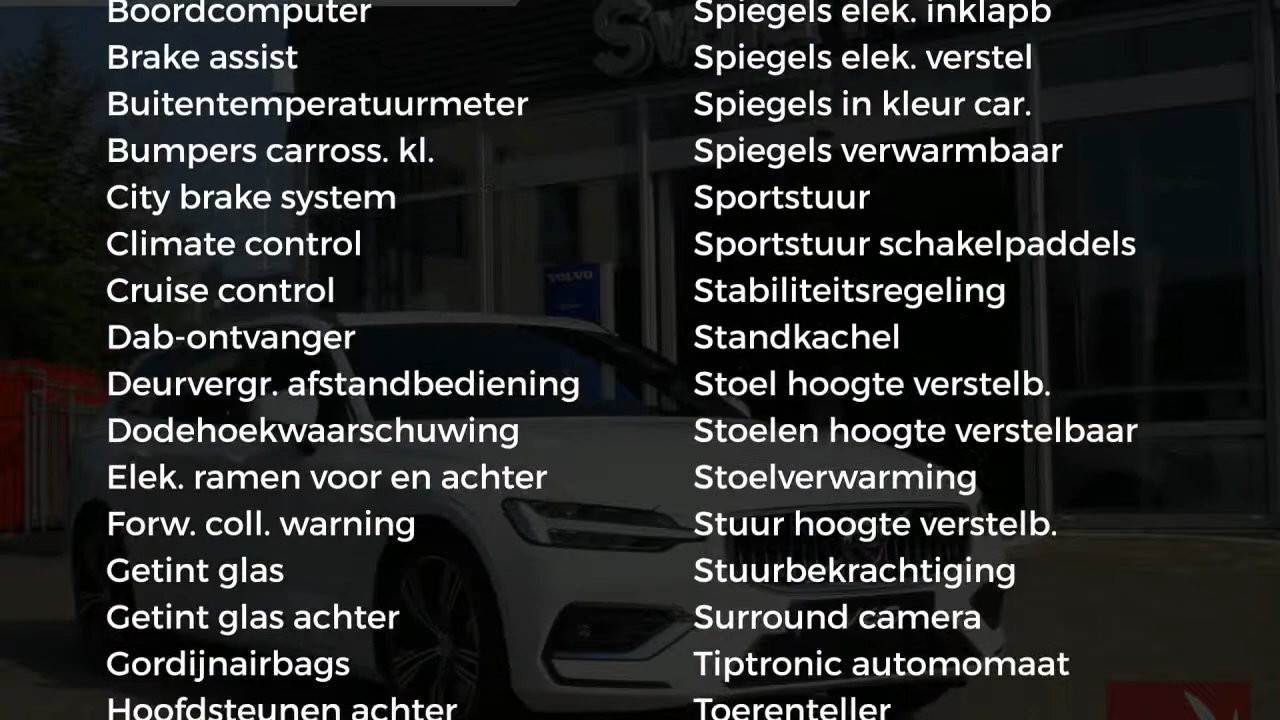 Boordcomputer
Brake assist
Buitentemperatuurmeter
Bumpers carross. kl.
City brake system
Climate control
Cruise control
Dab-ontvanger
Deurvergr. afstandbediening
Dodehoekwaarschuwing
Elek. ramen voor en achter
Forw. coll. warning
Getint glas
Getint glas achter
Gordijnairbags
Hoofdsteunen achter
Spiegels elek. inklapb
Spiegels elek. verstel
Spiegels in kleur car.
Spiegels verwarmbaar
Sportstuur
Sportstuur schakelpaddels
Stabiliteitsregeling
Standkachel
Stoel hoogte verstelb.
Stoelen hoogte verstelbaar
Stoelverwarming
Stuur hoogte verstelb.
Stuurbekrachtiging
Surround camera
Tiptronic automomaat
Toerenteller
VOLVO